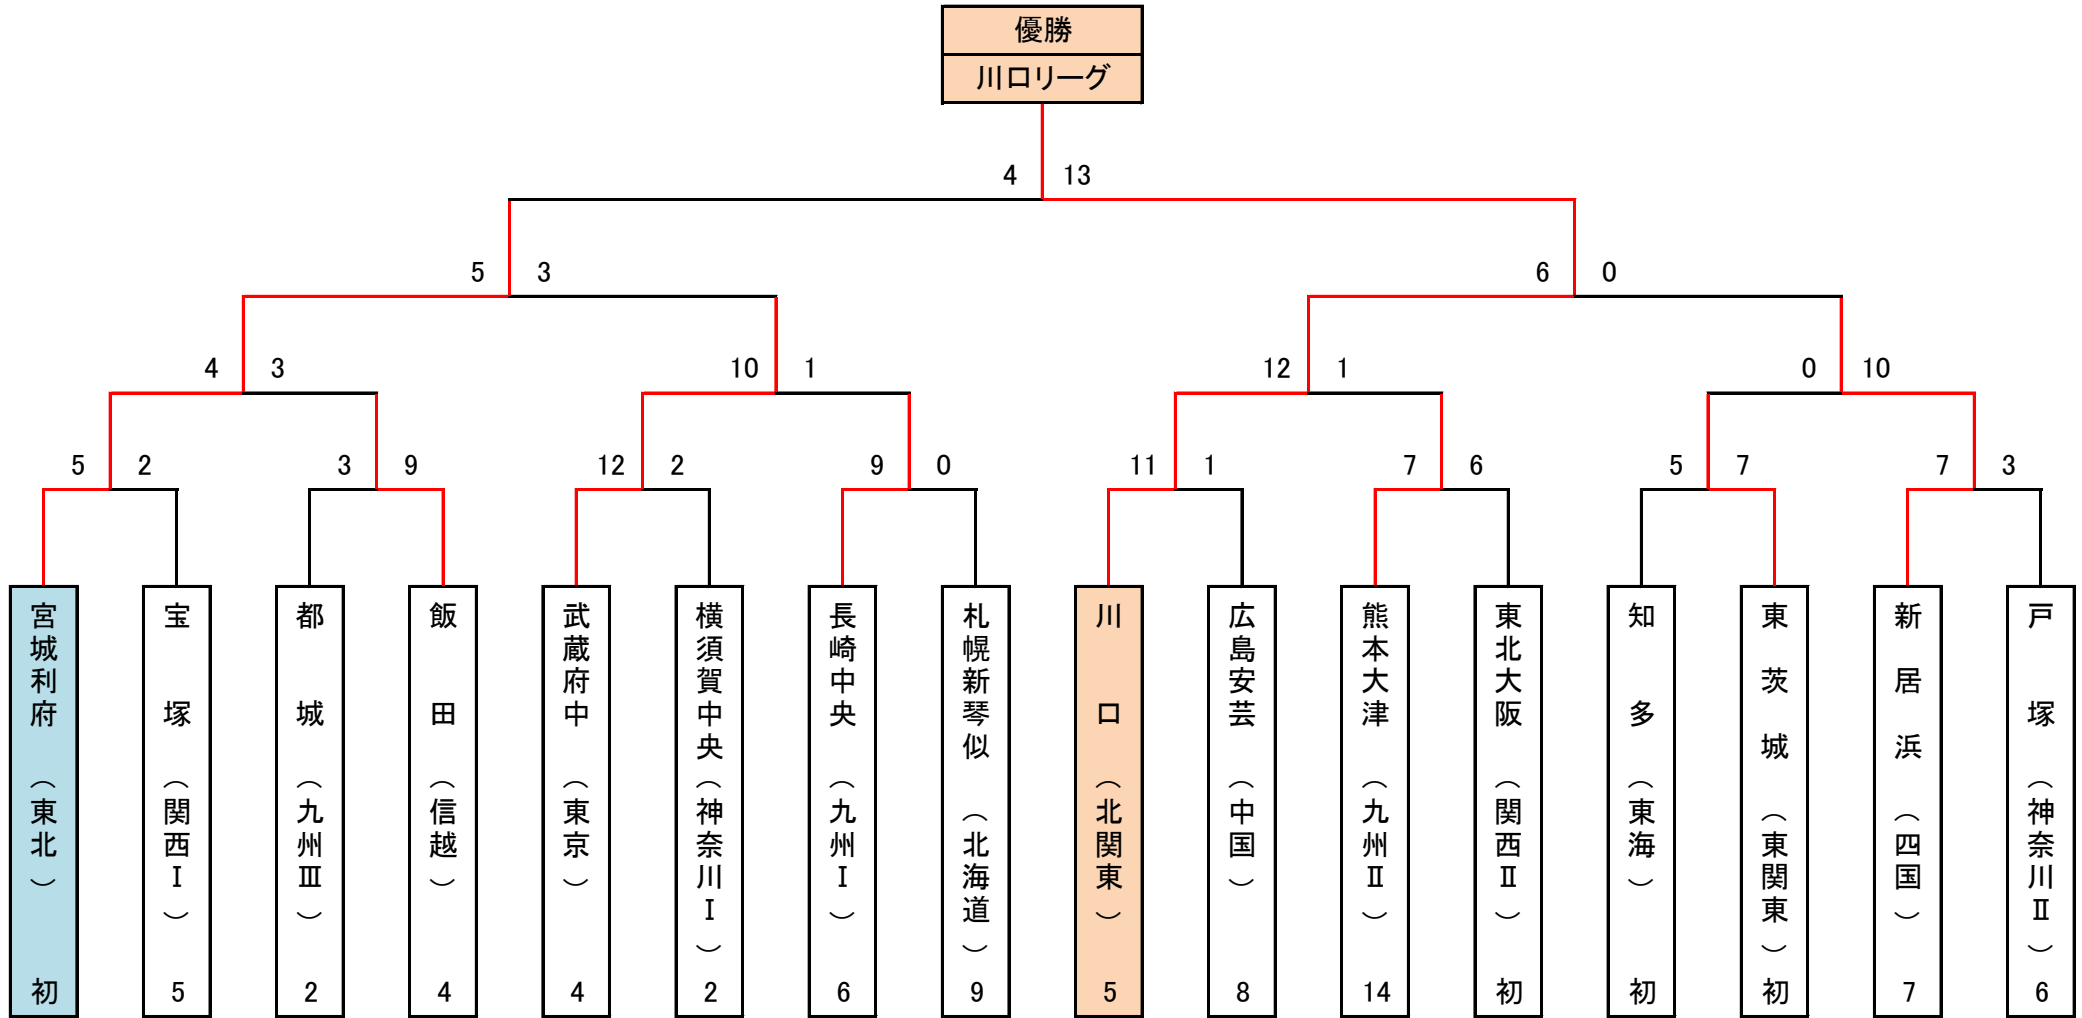 優勝
川口リーグ
4 13
5 3 6 0
4 3 10 1 12 1 0 10
5 2 3 9 12 2 9 0 11 1 7 6 5 7 7 3
宮城利府(東北)初
宝塚(関西Ⅰ)5
都城(九州Ⅲ)2
飯田(信越)4
武蔵府中(東京)4
横須賀中央(神奈川Ⅰ)2
長崎中央(九州Ⅰ)6
札幌新琴似(北海道)9
川口(北関東)5
広島安芸(中国)8
熊本大津(九州Ⅱ)14
東北大阪(関西Ⅱ)初
知多(東海)初
東茨城(東関東)初
新居浜(四国)7
戸塚(神奈川Ⅱ)6